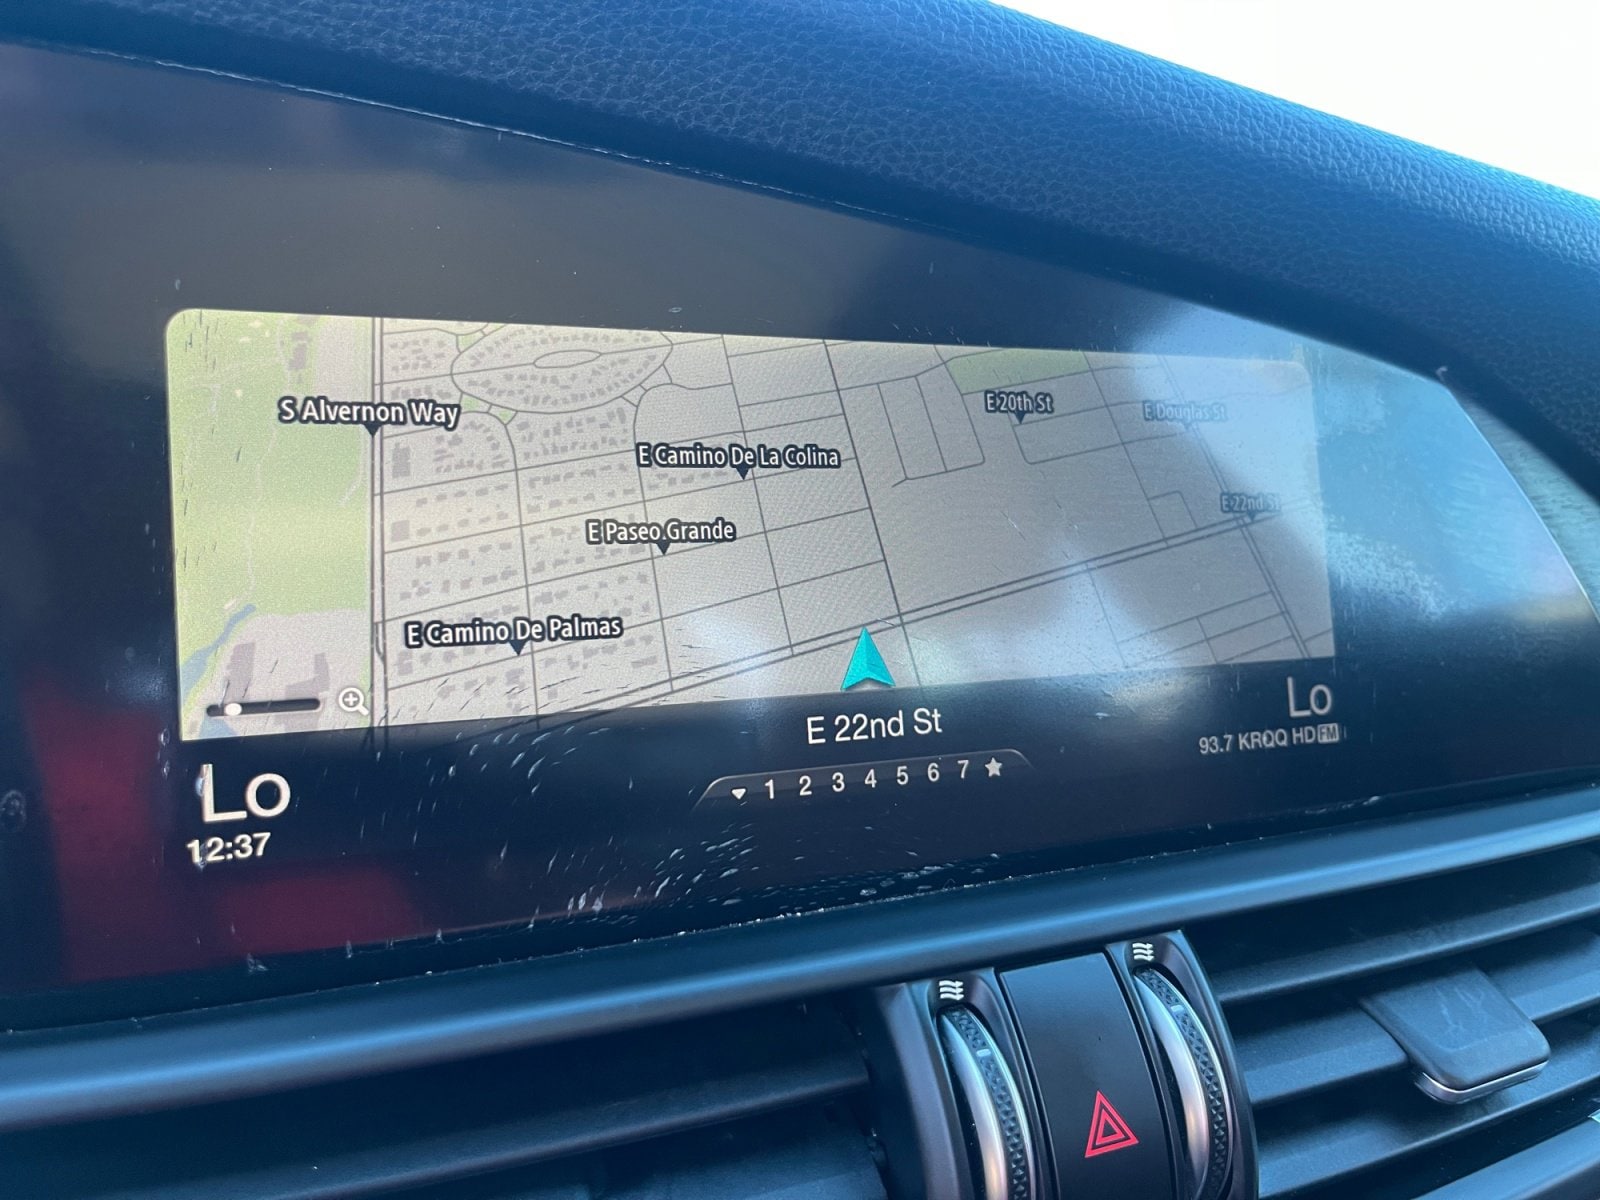 S Alvernon Way
E 20th St
E Douglas St
E Camino De La Colina
E 22nd St
E Paseo Grande
E Camino De Palmas
E 22nd St
Lo
Lo
12:37
93.7 KRQQ HD FM
1 2 3 4 5 6 7